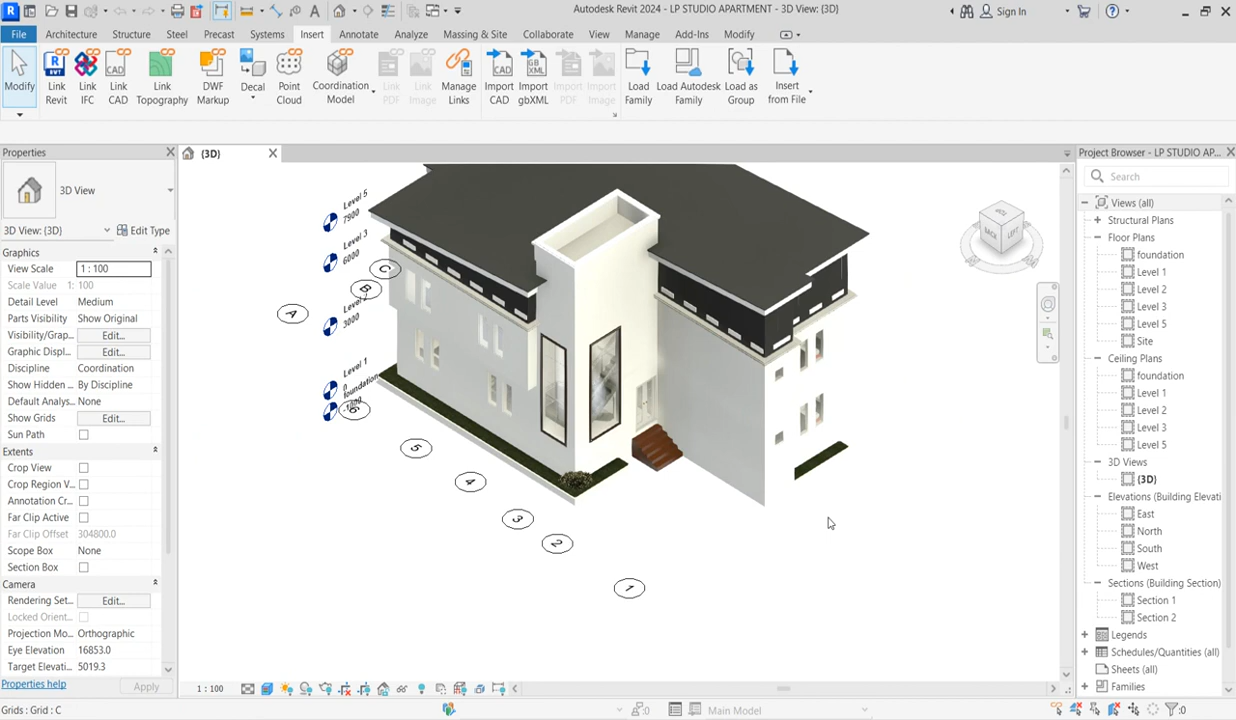 Autodesk Revit 2024 - LP STUDIO APARTMENT - 3D View: {3D}
Sign In
File Architecture Structure Steel Precast Systems Insert Annotate Analyze Massing & Site Collaborate View Manage Add-Ins Modify
Modify
Link Revit
Link IFC
Link CAD
Link Topography
DWF Markup
Decal
Point Cloud
Coordination Model
Link PDF
Link Image
Manage Links
Import CAD
Import gbXML
Import PDF
Import Image
Load Family
Load Autodesk Family
Load as Group
Insert from File
Properties
{3D}
Project Browser - LP STUDIO AP...
3D View
Search
3D View: {3D}
Edit Type
Graphics
View Scale 1 : 100
Scale Value 1: 100
Detail Level Medium
Parts Visibility Show Original
Visibility/Grap... Edit...
Graphic Displ... Edit...
Discipline Coordination
Show Hidden ... By Discipline
Default Analys... None
Show Grids Edit...
Sun Path
Extents
Crop View
Crop Region V...
Annotation Cr...
Far Clip Active
Far Clip Offset 304800.0
Scope Box None
Section Box
Camera
Rendering Set... Edit...
Locked Orient...
Projection Mo... Orthographic
Eye Elevation 16853.0
Target Elevati... 5019.3
Properties help
Apply
Level 5
7900
Level 3
6000
3000
Level 1
0
foundation
C
B
A
6
5
4
3
2
1
BACK
LEFT
Views (all)
Structural Plans
Floor Plans
foundation
Level 1
Level 2
Level 3
Level 5
Site
Ceiling Plans
foundation
Level 1
Level 2
Level 3
Level 5
3D Views
{3D}
Elevations (Building Elevati
East
North
South
West
Sections (Building Section)
Section 1
Section 2
Legends
Schedules/Quantities (all)
Sheets (all)
Families
1 : 100
Grids : Grid : C
:0
Main Model
:0